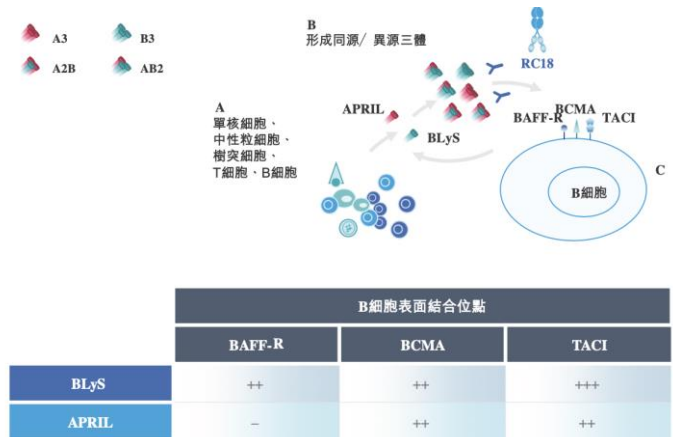 A3
B3
A2B
AB2
B
形成同源/ 異源三體
RC18
A
單核細胞、
中性粒細胞、
樹突細胞、
T細胞、B細胞
APRIL
BLyS
BCMA
BAFF-R
TACI
C
B細胞
B細胞表面結合位點
BAFF-R BCMA TACI
BLyS ++ ++ +++
APRIL – ++ ++